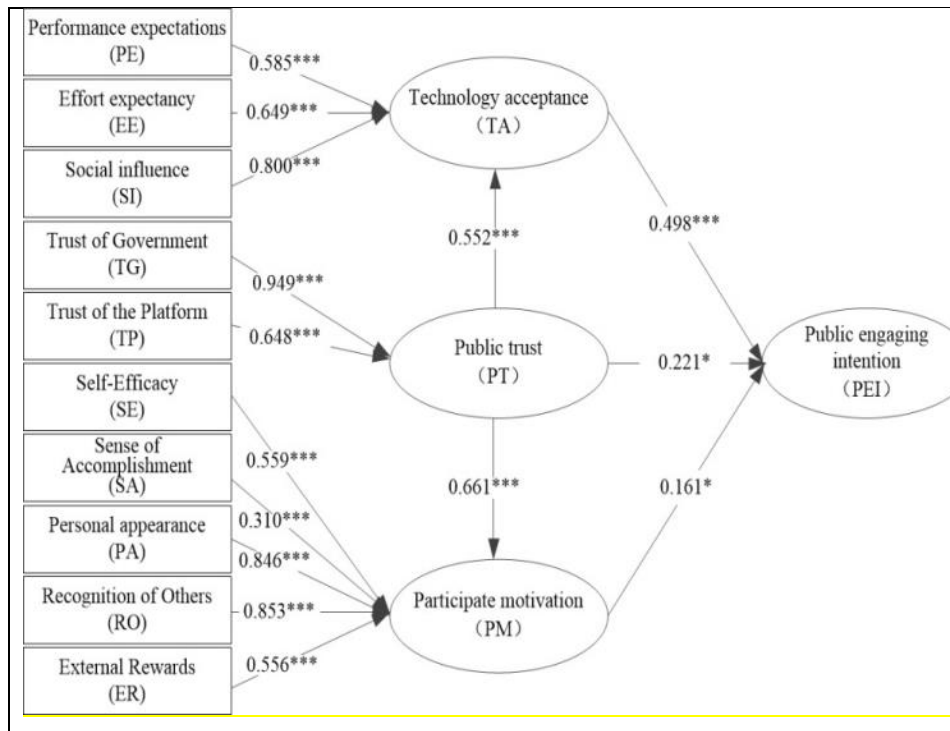 Performance expectations
(PE)
Effort expectancy
(EE)
Social influence
(SI)
Trust of Government
(TG)
Trust of the Platform
(TP)
Self-Efficacy
(SE)
Sense of
Accomplishment
(SA)
Personal appearance
(PA)
Recognition of Others
(RO)
External Rewards
(ER)
0.585***
0.649***
0.800***
0.949***
0.648***
0.559***
0.310***
0.846***
0.853***
0.556***
Technology acceptance
（TA）
0.552***
Public trust
（PT）
0.661***
Participate motivation
（PM）
0.498***
0.221*
0.161*
Public engaging
intention
（PEI）